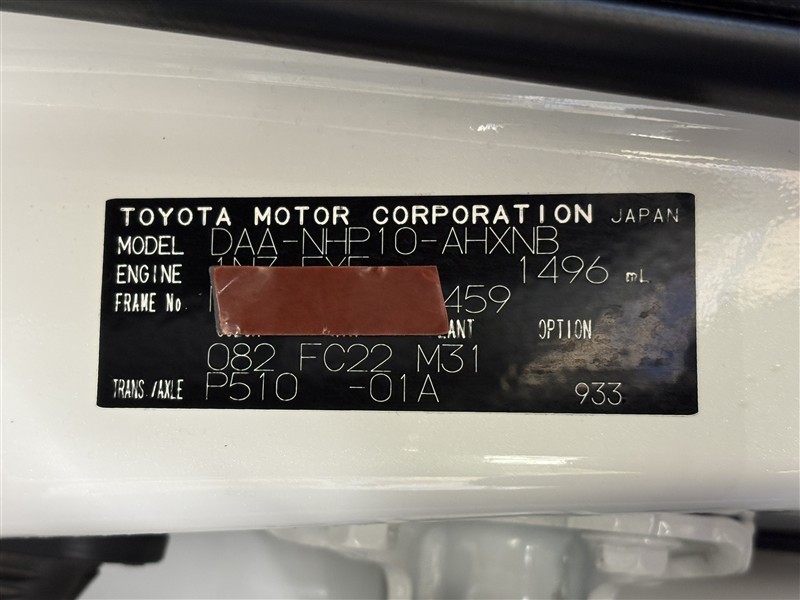 TOYOTA MOTOR CORPORATION JAPAN
MODEL DAA-NHP10-AHXNB
ENGINE 1496 mL
FRAME No. 459
OPTION
082 FC22 M31
TRANS./AXLE P510 -01A 933